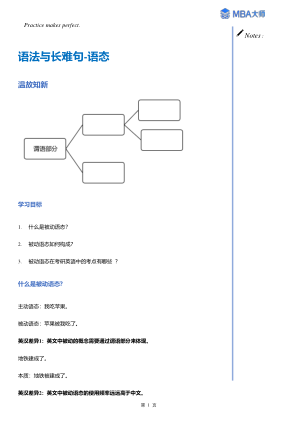 Practice makes perfect.
MBA大师
Notes :
语法与长难句-语态
温故知新
谓语部分
学习目标
1. 什么是被动语态?
2. 被动语态如何构成?
3. 被动语态在考研英语中的考点有哪些 ?
什么是被动语态?
主动语态：我吃苹果。
被动语态：苹果被我吃了。
英汉差异1：英文中被动的概念需要通过谓语部分来体现。
地铁建成了。
本质：地铁被建成了。
英汉差异2：英文中被动语态的使用频率远远高于中文。
第 1 页